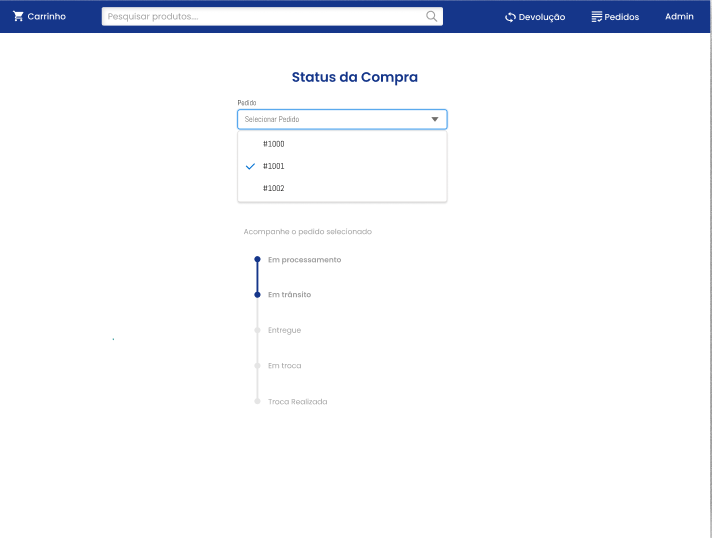 Carrinho
Pesquisar produtos...
Devolução
Pedidos
Admin
Status da Compra
Pedido
Selecionar Pedido
#1000
#1001
#1002
Acompanhe o pedido selecionado
Em processamento
Em trânsito
Entregue
Em troca
Troca Realizada